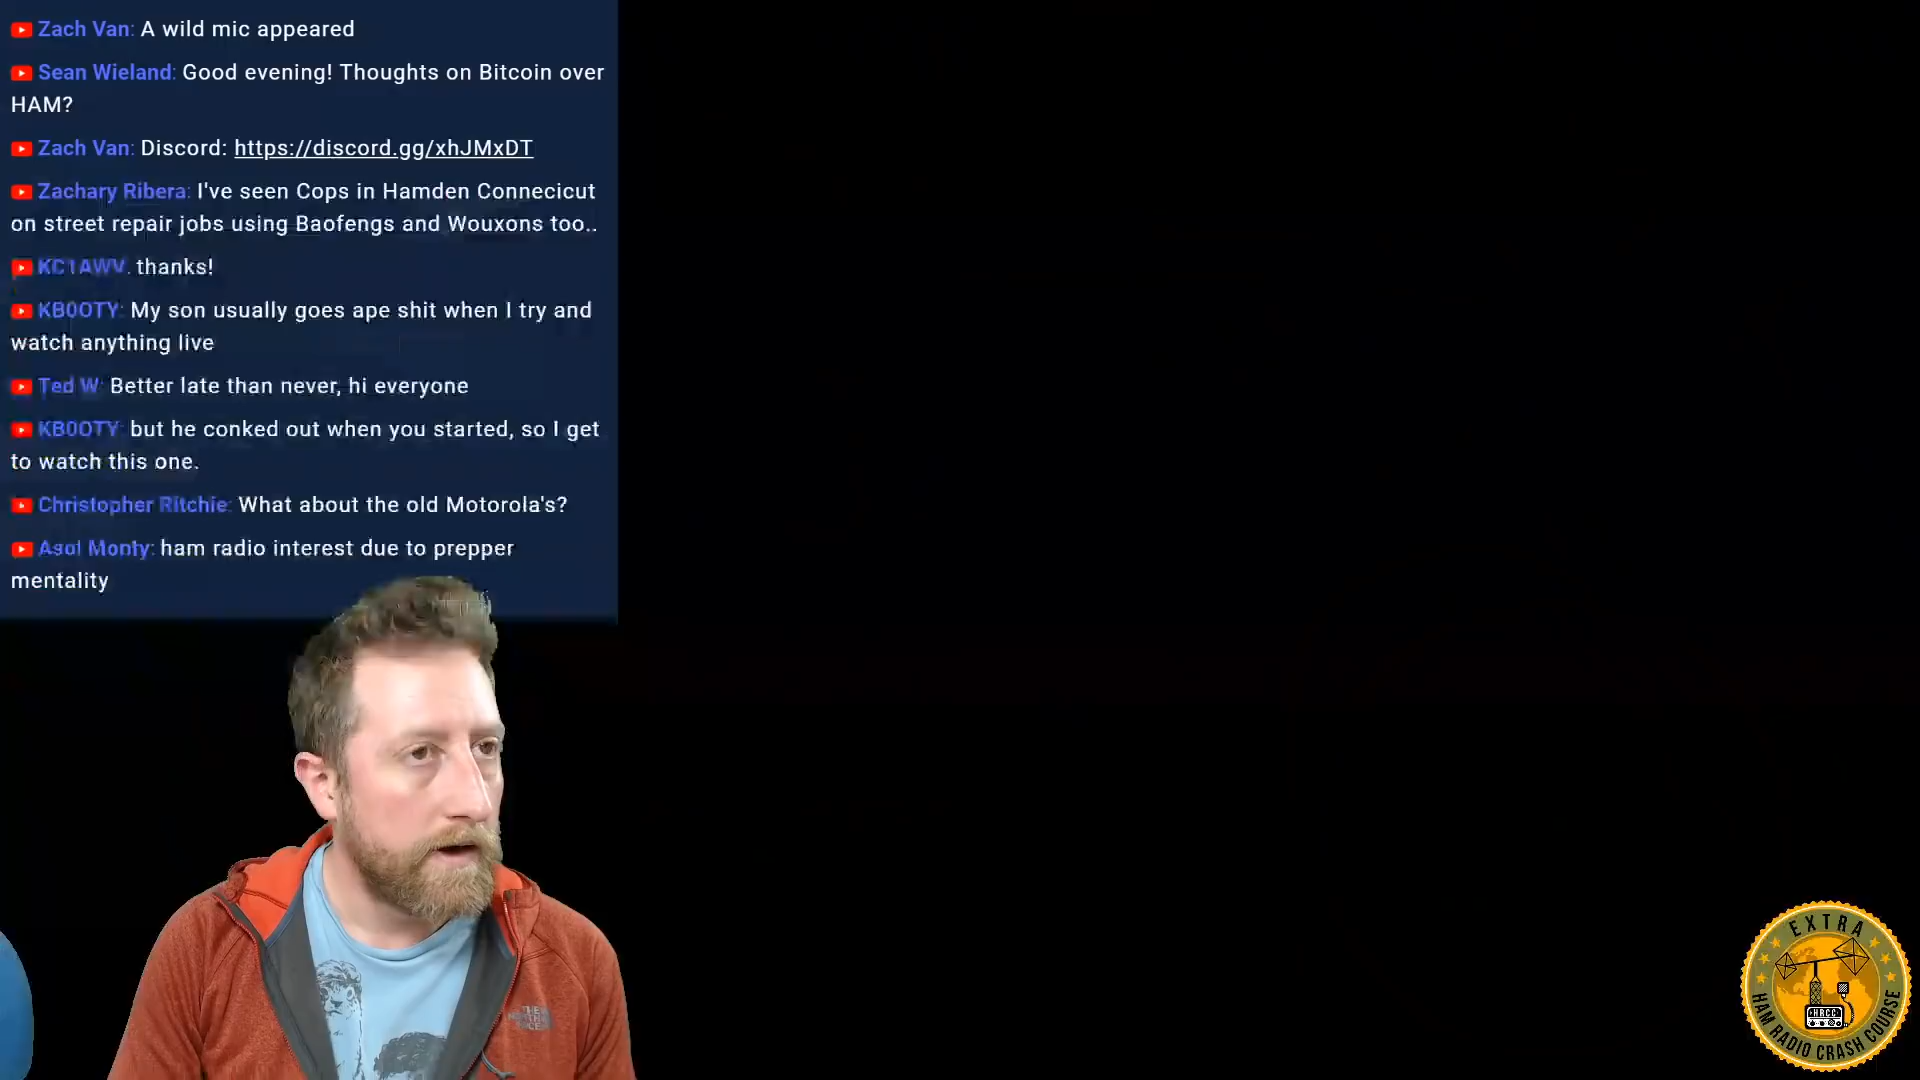 Zach Van: A wild mic appeared
Sean Wieland: Good evening! Thoughts on Bitcoin over
HAM?
Zach Van: Discord: https://discord.gg/xhJMxDT
Zachary Ribera: I've seen Cops in Hamden Connecicut
on street repair jobs using Baofengs and Wouxons too..
KC1AWV: thanks!
KB0OTY: My son usually goes ape shit when I try and
watch anything live
Ted W: Better late than never, hi everyone
KB0OTY: but he conked out when you started, so I get
to watch this one.
Christopher Ritchie: What about the old Motorola's?
Asol Monty: ham radio interest due to prepper
mentality
THE
NORTH
FACE
EXTRA
HRCC
HAM RADIO CRASH COURSE